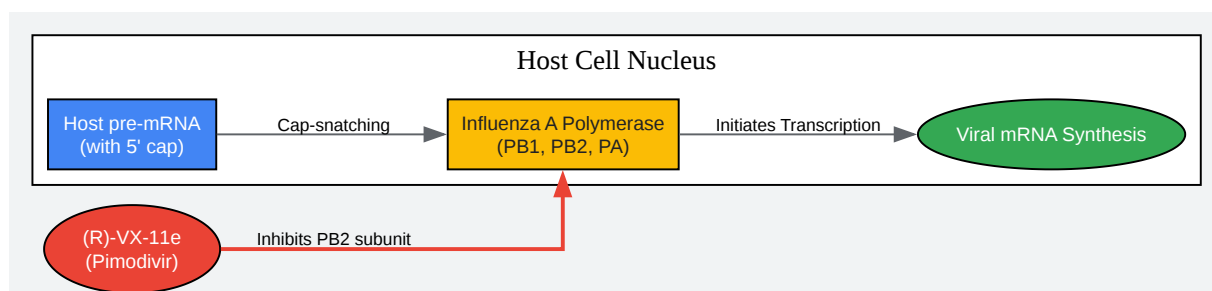 Host Cell Nucleus
Host pre-mRNA
(with 5' cap)
Cap-snatching
Influenza A Polymerase
(PB1, PB2, PA)
Initiates Transcription
Viral mRNA Synthesis
(R)-VX-11e
(Pimodivir)
Inhibits PB2 subunit